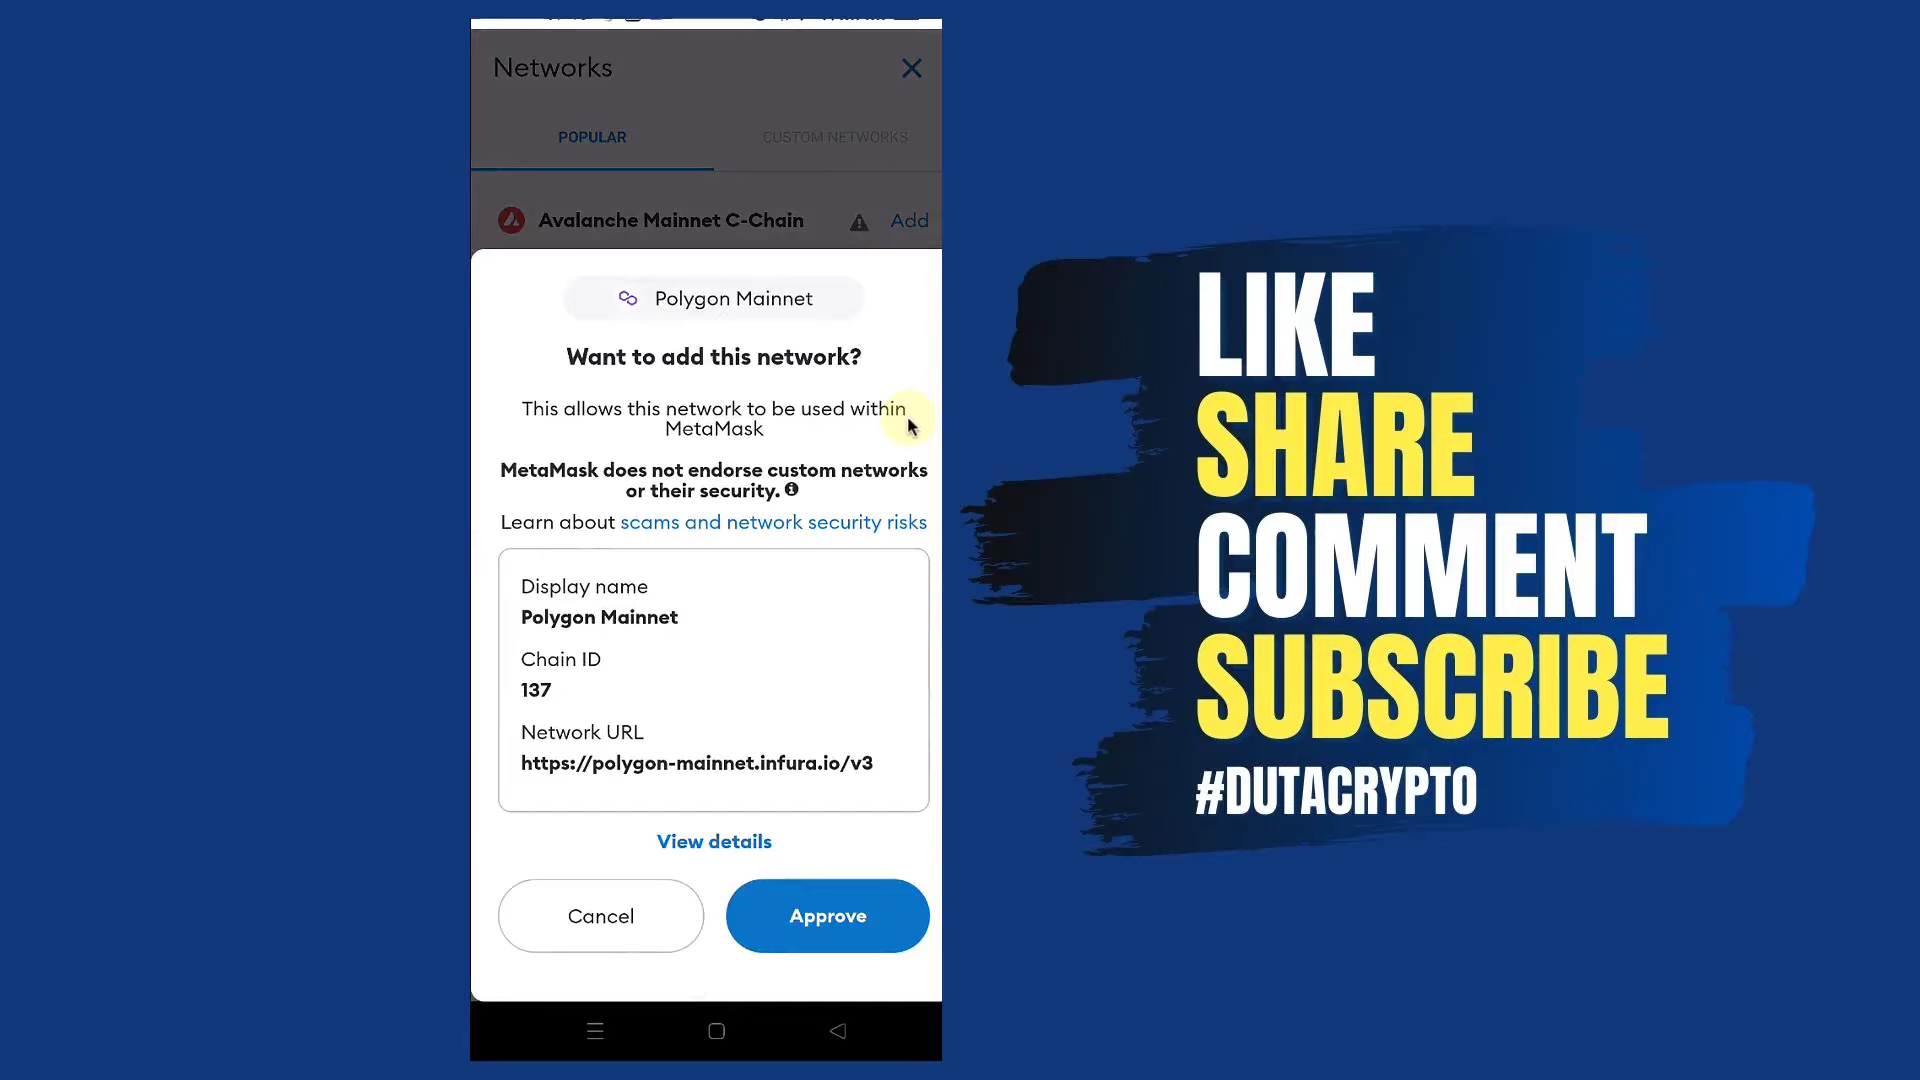 Networks
POPULAR
CUSTOM NETWORKS
Avalanche Mainnet C-Chain
Add
Polygon Mainnet
Want to add this network?
This allows this network to be used within
MetaMask
MetaMask does not endorse custom networks
or their security.
Learn about scams and network security risks
Display name
Polygon Mainnet
Chain ID
137
Network URL
https://polygon-mainnet.infura.io/v3
View details
Cancel
Approve
LIKE
SHARE
COMMENT
SUBSCRIBE
#DUTACRYPTO